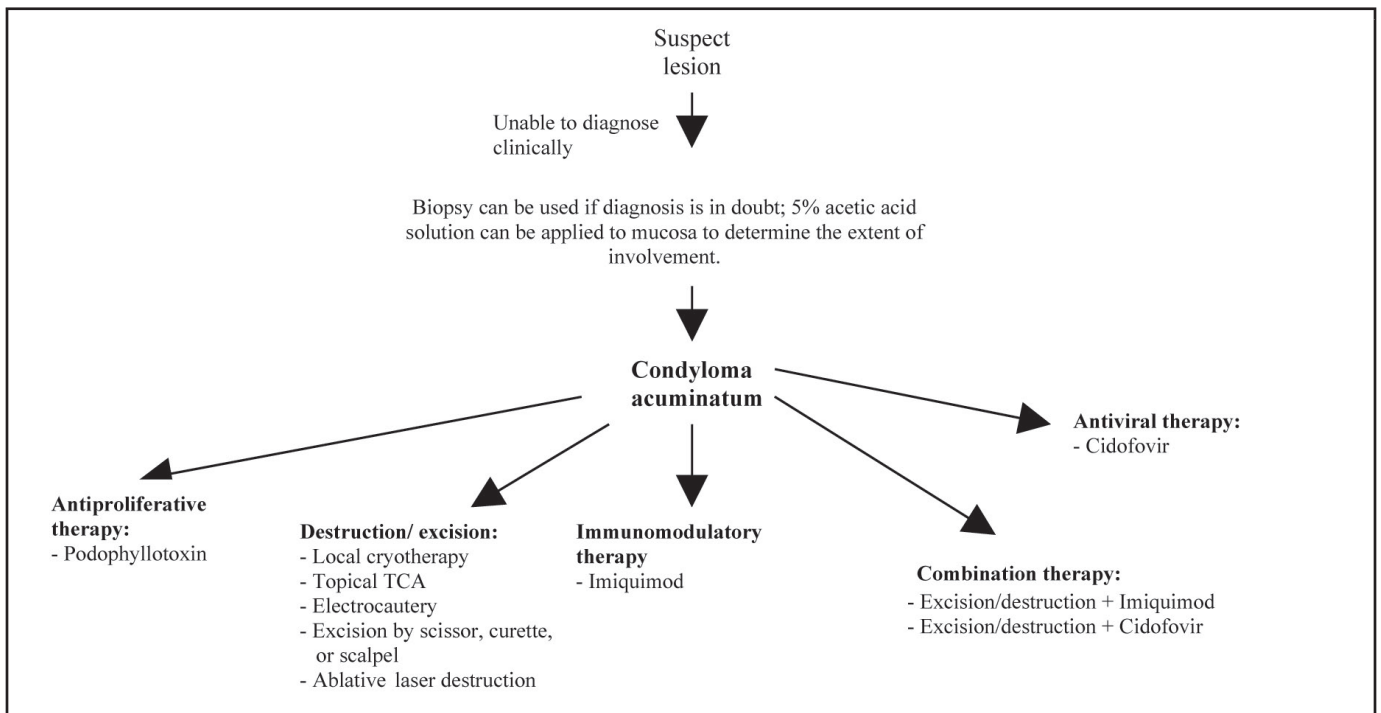 Suspect
lesion
Unable to diagnose
clinically
Biopsy can be used if diagnosis is in doubt; 5% acetic acid
solution can be applied to mucosa to determine the extent of
involvement.
Condyloma
acuminatum
Antiviral therapy:
- Cidofovir
Antiproliferative
therapy:
- Podophyllotoxin
Destruction/ excision:
- Local cryotherapy
- Topical TCA
- Electrocautery
- Excision by scissor, curette,
or scalpel
- Ablative laser destruction
Immunomodulatory
therapy
- Imiquimod
Combination therapy:
- Excision/destruction + Imiquimod
- Excision/destruction + Cidofovir